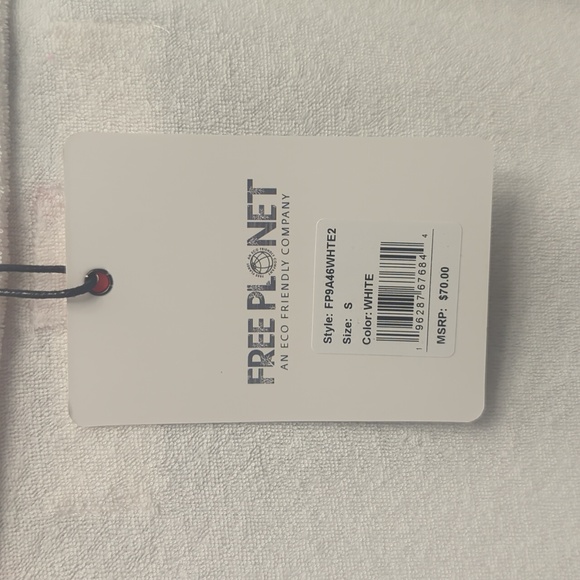 FREE PLANET
AN ECO FRIENDLY COMPANY
Style: FP9A46WHTE2
Size: S
Color: WHITE
1 96287 67684 4
MSRP: $70.00